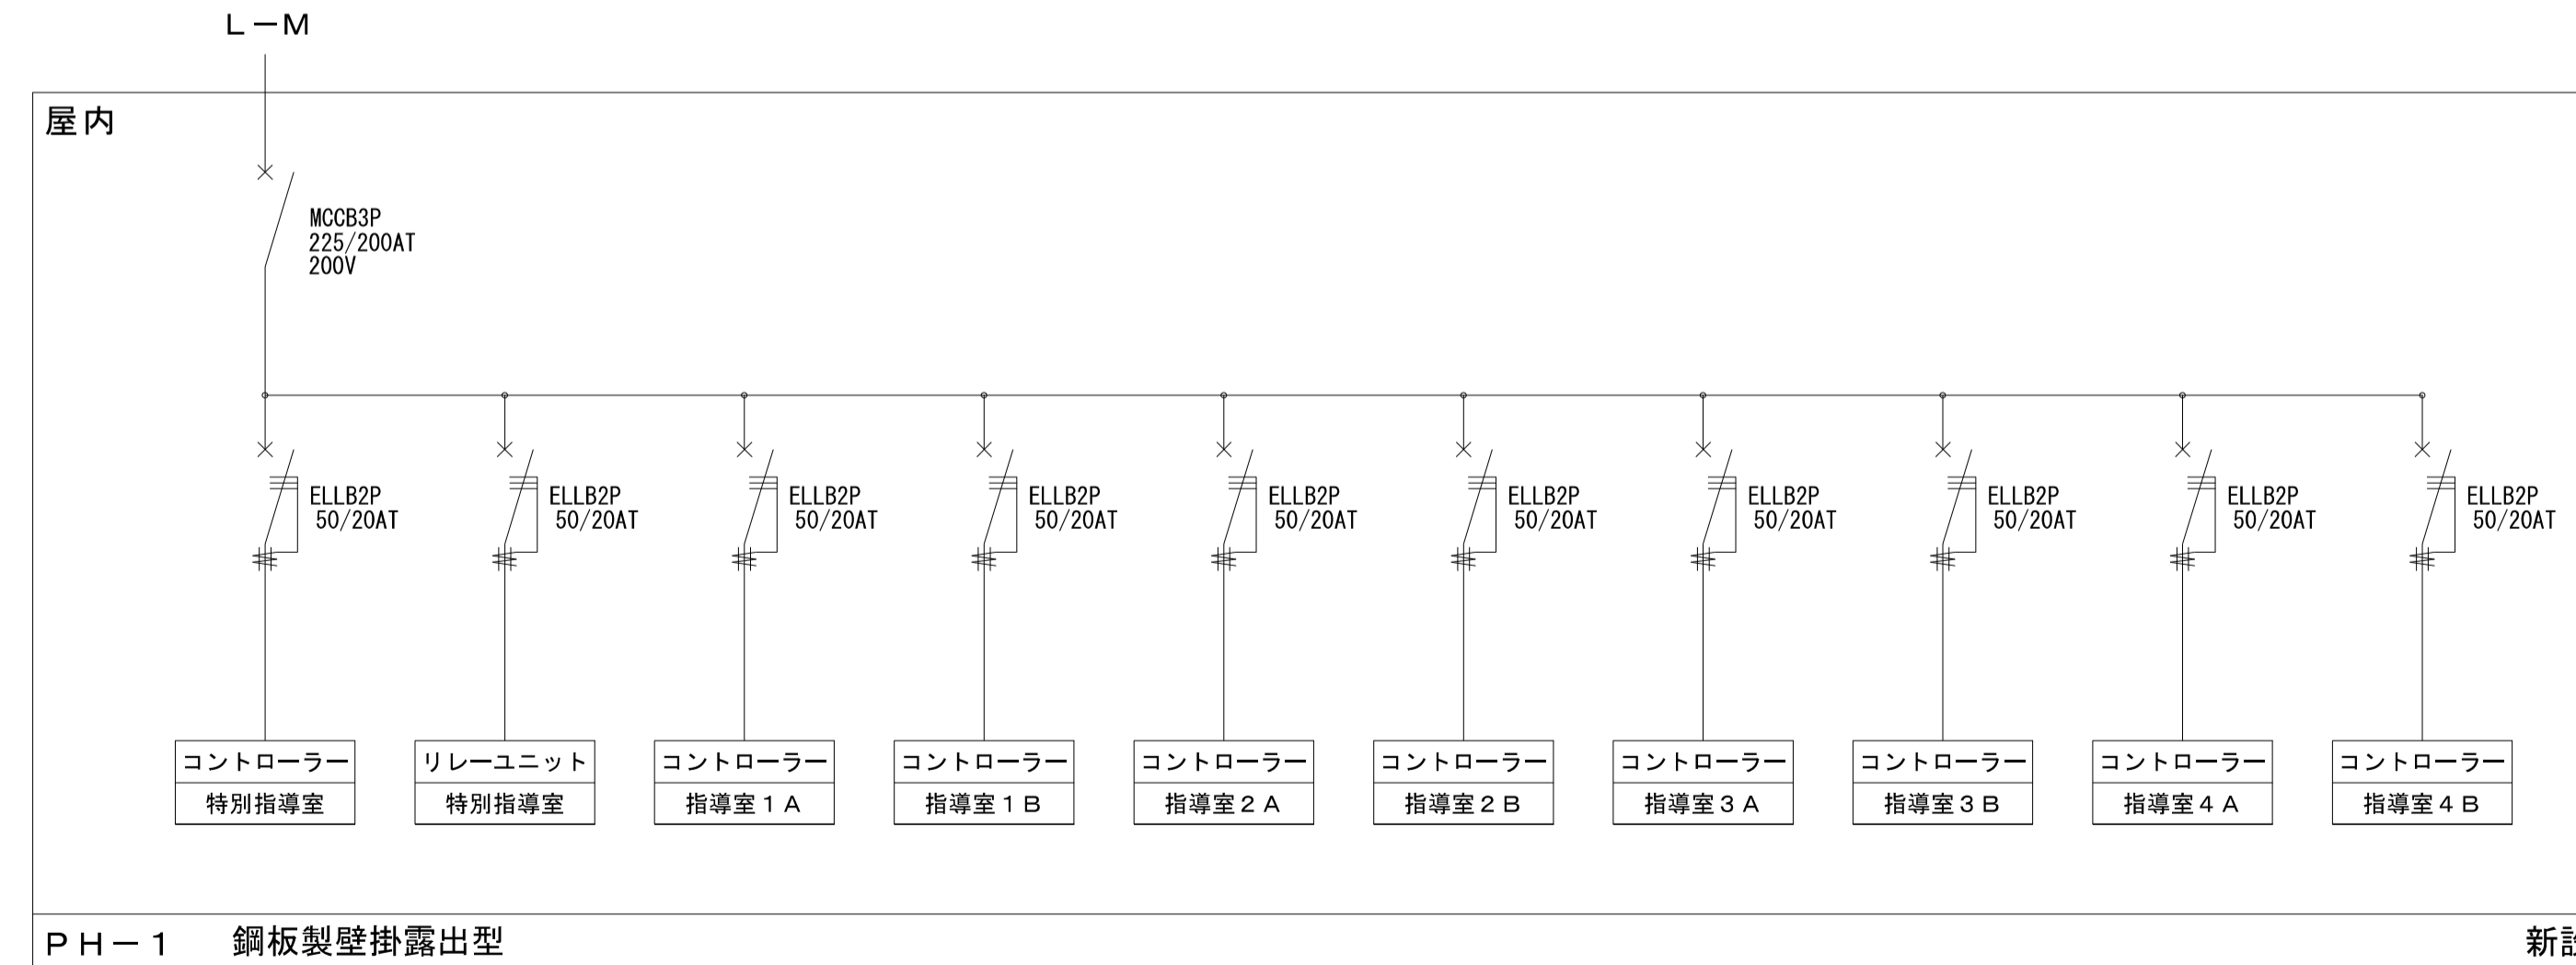 L－M
屋内
MCCB3P
225/200AT
200V
ELLB2P
50/20AT
ELLB2P
50/20AT
ELLB2P
50/20AT
ELLB2P
50/20AT
ELLB2P
50/20AT
ELLB2P
50/20AT
ELLB2P
50/20AT
ELLB2P
50/20AT
ELLB2P
50/20AT
ELLB2P
50/20AT
コントローラー
特別指導室
リレーユニット
特別指導室
コントローラー
指導室１A
コントローラー
指導室１B
コントローラー
指導室２A
コントローラー
指導室２B
コントローラー
指導室３A
コントローラー
指導室３B
コントローラー
指導室４A
コントローラー
指導室４B
PH－１ 鋼板製壁掛露出型
新